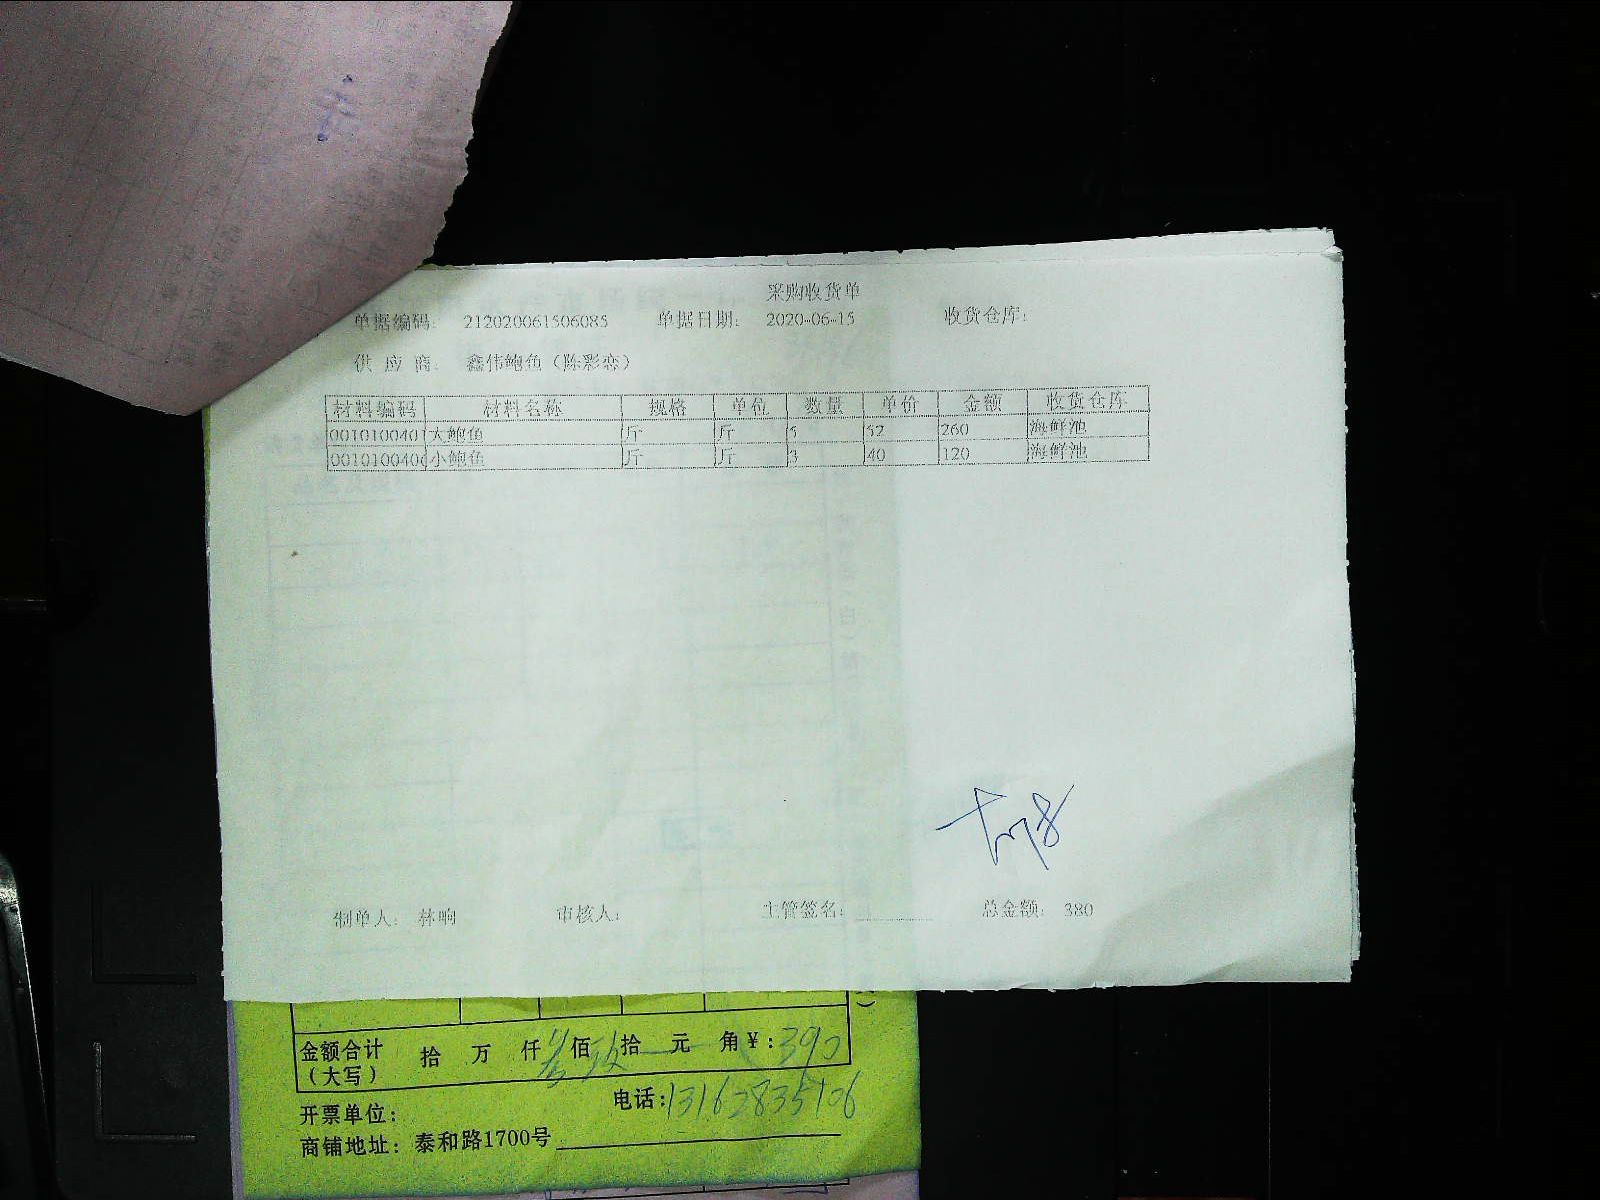 采购收货单
单据编码: 212020061506085 单据日期: 2020-06-15 收货仓库:
供应商: 鑫伟鲍鱼（陈彩恋）
材料编码 材料名称 规格 单位 数量 单价 金额 收货仓库
0010100401 大鲍鱼 斤 斤 5 52 260 海鲜池
001010040 小鲍鱼 斤 斤 3 40 120 海鲜池
制单人: 林响 审核人: 主管签名: 总金额: 380
金额合计（大写） 拾 万 仟 佰 拾 元 角 ¥: 390
电话: 13162835106
开票单位:
商铺地址: 泰和路1700号